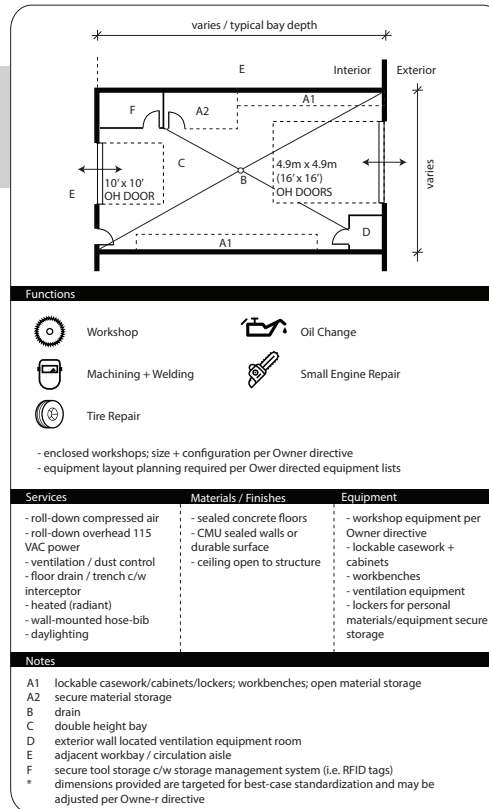 varies / typical bay depth
E
Interior
Exterior
F
A2
A1
C
B
4.9m x 4.9m
(16' x 16')
OH DOORS
10' x 10'
OH DOOR
E
varies
D
A1
Functions
Workshop
Oil Change
Machining + Welding
Small Engine Repair
Tire Repair
- enclosed workshops; size + configuration per Owner directive
- equipment layout planning required per Ower directed equipment lists
Services
- roll-down compressed air
- roll-down overhead 115
VAC power
- ventilation / dust control
- floor drain / trench c/w
interceptor
- heated (radiant)
- wall-mounted hose-bib
- daylighting
Materials / Finishes
- sealed concrete floors
- CMU sealed walls or
durable surface
- ceiling open to structure
Equipment
- workshop equipment per
Owner directive
- lockable casework +
cabinets
- workbenches
- ventilation equipment
- lockers for personal
materials/equipment secure
storage
Notes
A1 lockable casework/cabinets/lockers; workbenches; open material storage
A2 secure material storage
B drain
C double height bay
D exterior wall located ventilation equipment room
E adjacent workbay / circulation aisle
F secure tool storage c/w storage management system (i.e. RFID tags)
* dimensions provided are targeted for best-case standardization and may be
adjusted per Owne-r directive